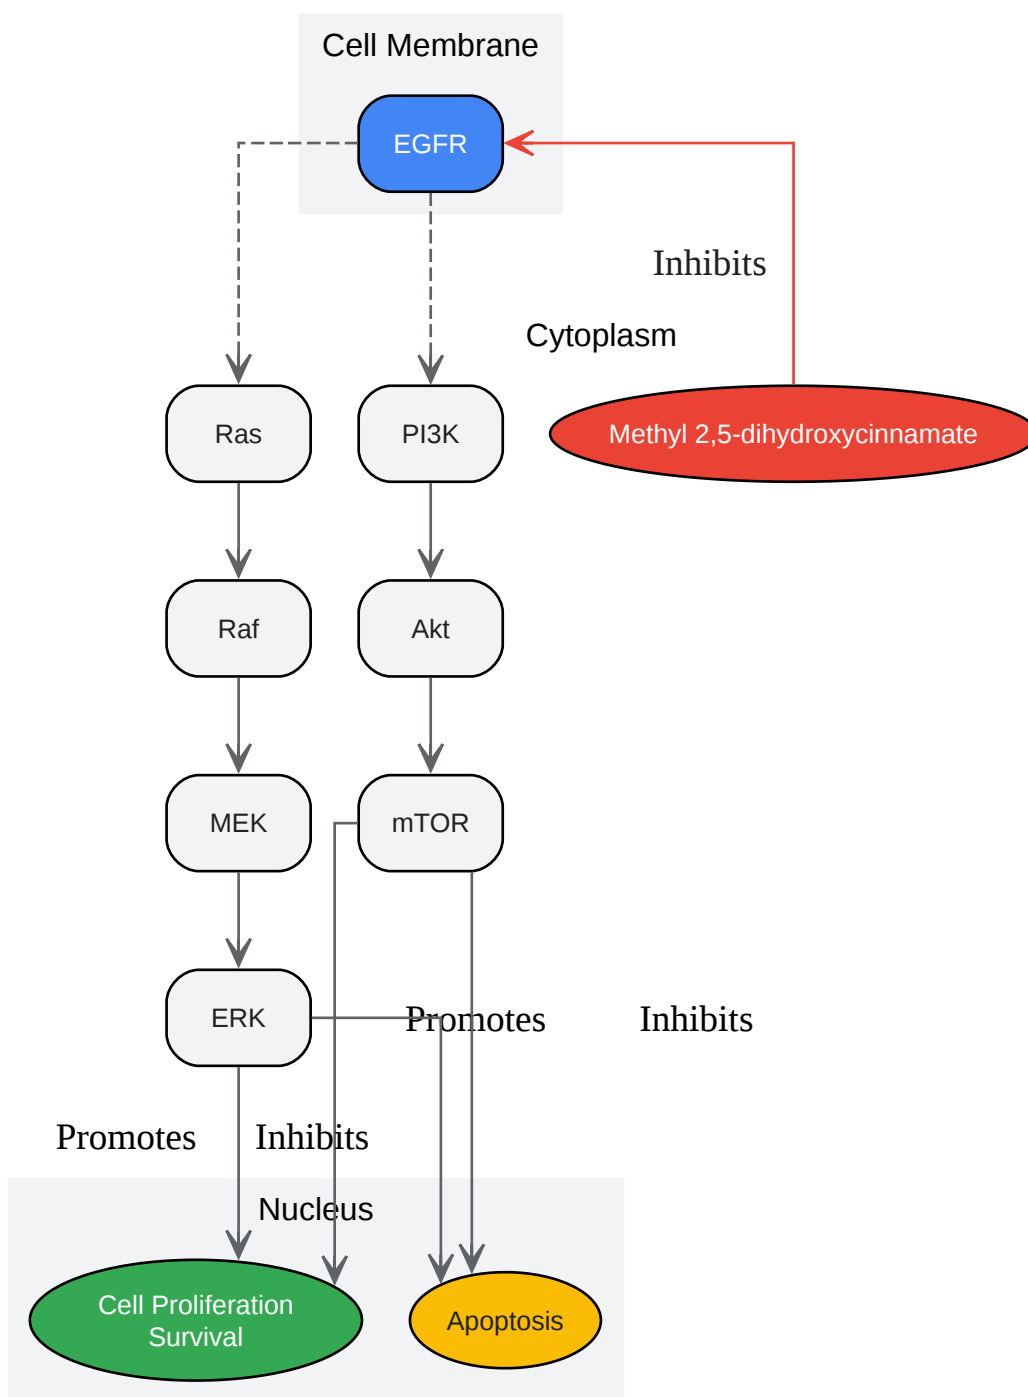 Cell Membrane
EGFR
Inhibits
Cytoplasm
Ras
PI3K
Methyl 2,5-dihydroxycinnamate
Raf
Akt
MEK
mTOR
ERK
Promotes
Inhibits
Promotes
Inhibits
Nucleus
Cell Proliferation
Survival
Apoptosis